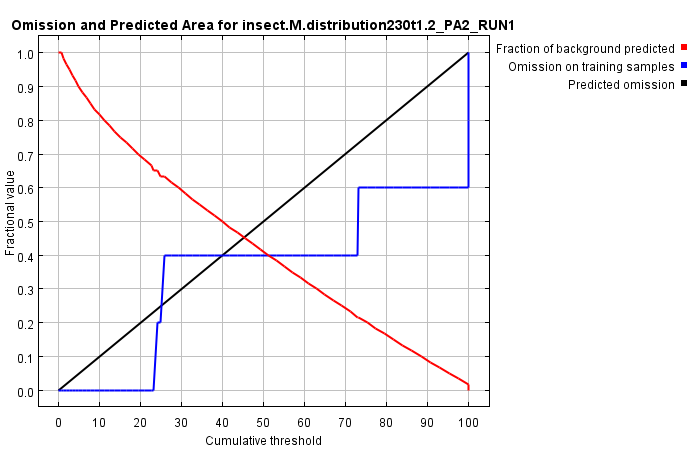 Omission and Predicted Area for insect.M.distribution230t1.2_PA2_RUN1
Fraction of background predicted
Omission on training samples
Predicted omission
1.0
0.9
0.8
0.7
0.6
0.5
0.4
0.3
0.2
0.1
0.0
Fractional value
0 10 20 30 40 50 60 70 80 90 100
Cumulative threshold